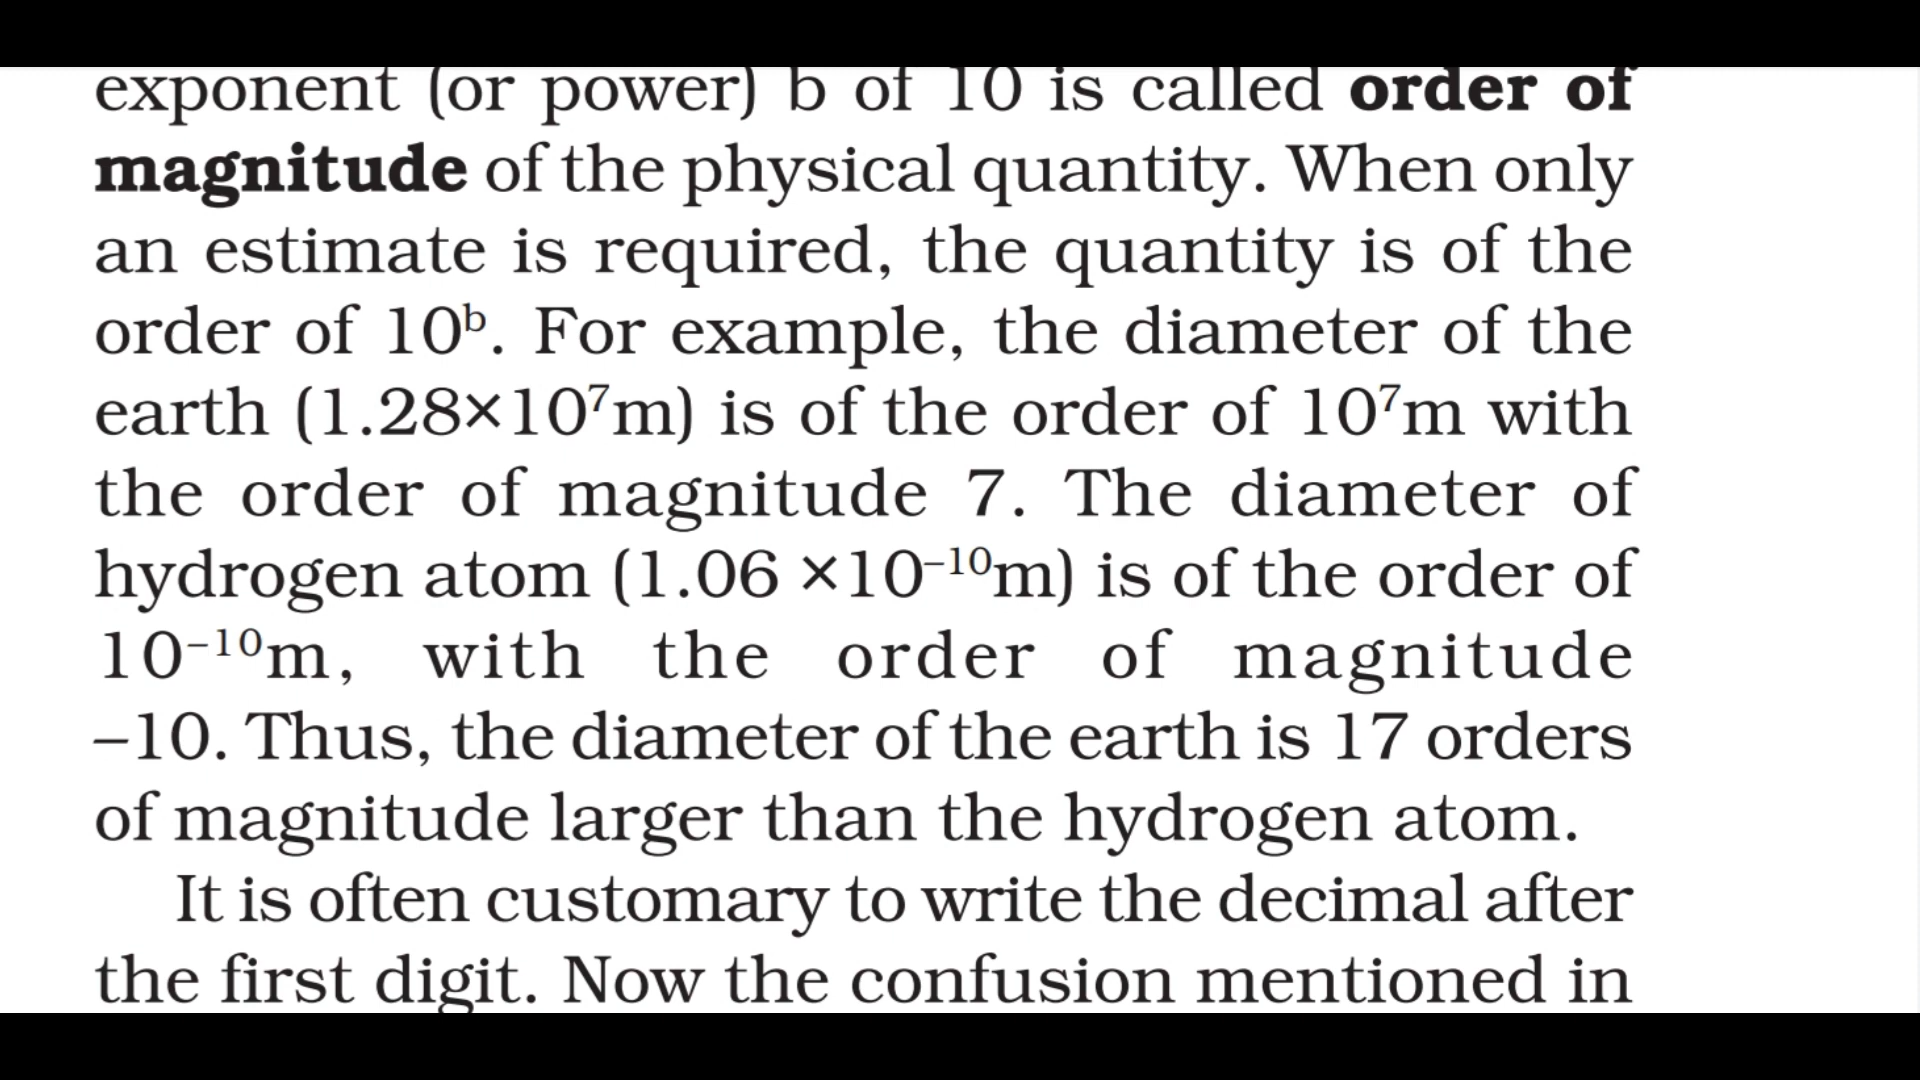 exponent (or power) b of 10 is called order of
magnitude of the physical quantity. When only
an estimate is required, the quantity is of the
order of 10ᵇ. For example, the diameter of the
earth (1.28×10⁷m) is of the order of 10⁷m with
the order of magnitude 7. The diameter of
hydrogen atom (1.06 ×10⁻¹⁰m) is of the order of
10⁻¹⁰m, with the order of magnitude
–10. Thus, the diameter of the earth is 17 orders
of magnitude larger than the hydrogen atom.
It is often customary to write the decimal after
the first digit. Now the confusion mentioned in